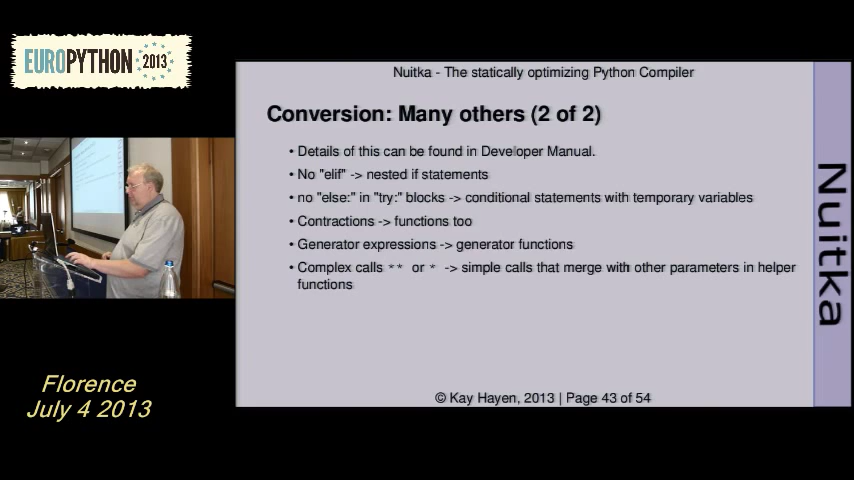 EUROPYTHON 2013
Nuitka - The statically optimizing Python Compiler
Conversion: Many others (2 of 2)
• Details of this can be found in Developer Manual.
• No "elif" -> nested if statements
• no "else:" in "try:" blocks -> conditional statements with temporary variables
• Contractions -> functions too
• Generator expressions -> generator functions
• Complex calls ** or * -> simple calls that merge with other parameters in helper
functions
© Kay Hayen, 2013 | Page 43 of 54
Nuitka
Florence
July 4 2013